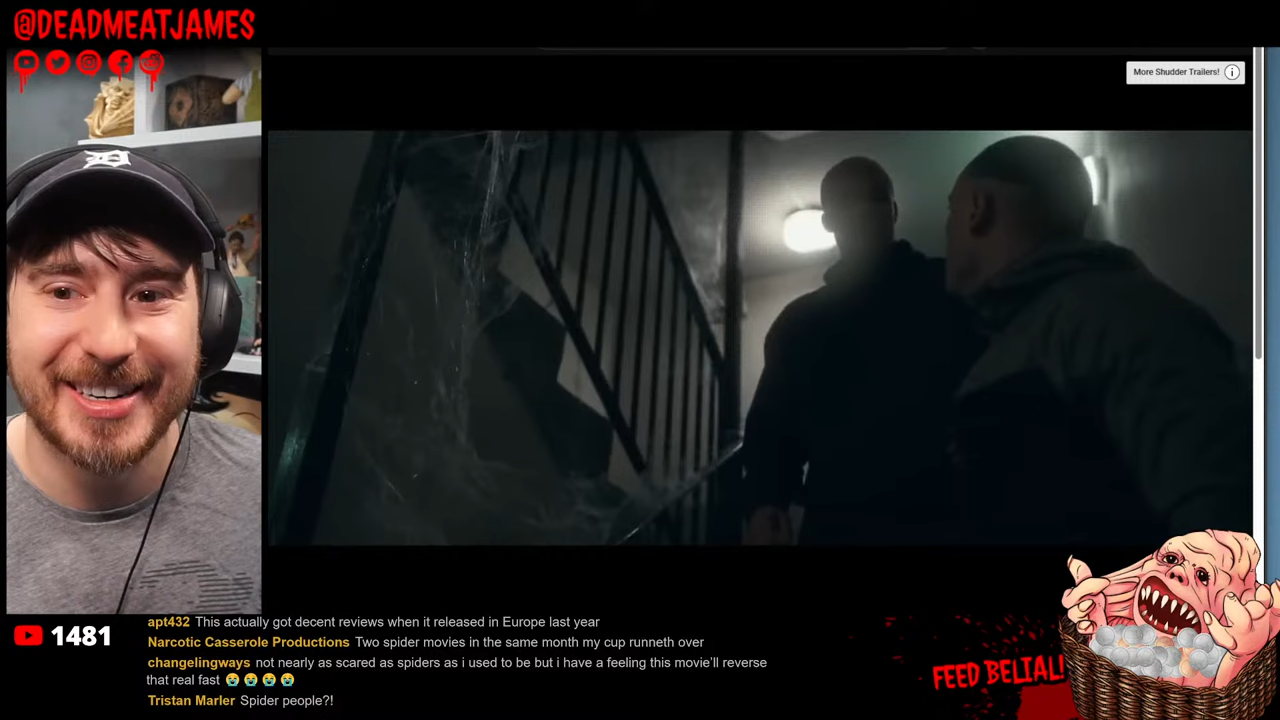 @DEADMEATJAMES
More Shudder Trailers!
apt432 This actually got decent reviews when it released in Europe last year
Narcotic Casserole Productions Two spider movies in the same month my cup runneth over
changelingways not nearly as scared as spiders as i used to be but i have a feeling this movie'll reverse
that real fast 😭 😭 😭 😭
Tristan Marler Spider people?!
1481
FEED BELIAL!